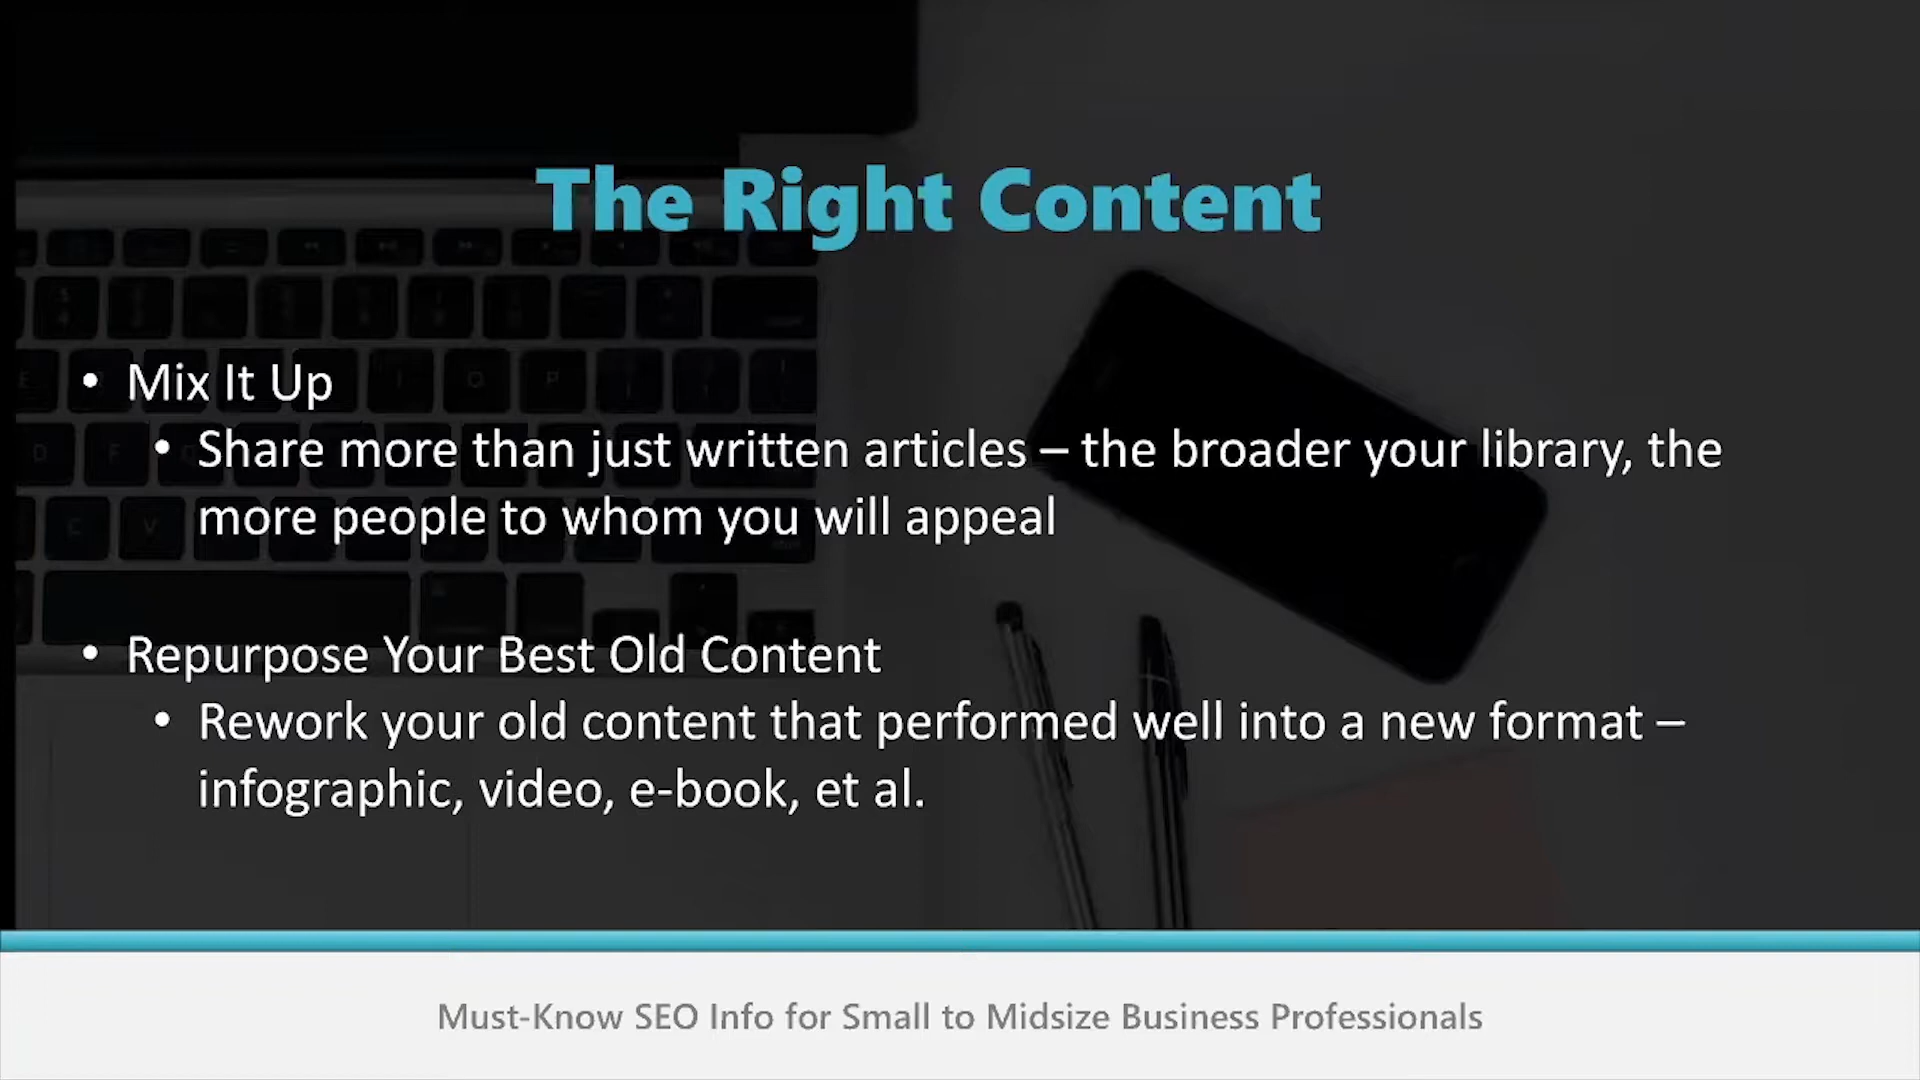 The Right Content
• Mix It Up
• Share more than just written articles – the broader your library, the
more people to whom you will appeal
• Repurpose Your Best Old Content
• Rework your old content that performed well into a new format –
infographic, video, e-book, et al.
Must-Know SEO Info for Small to Midsize Business Professionals